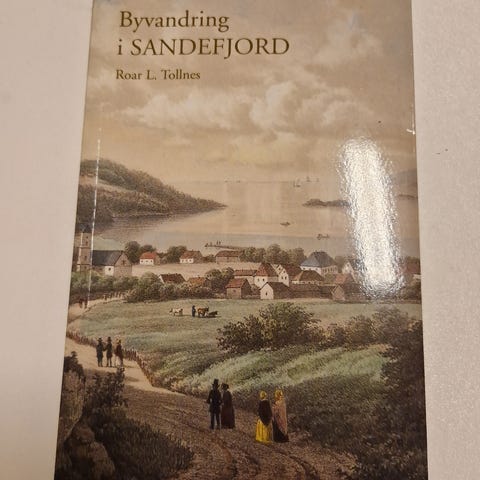 Byvandring
i SANDEFJORD
Roar L. Tollnes